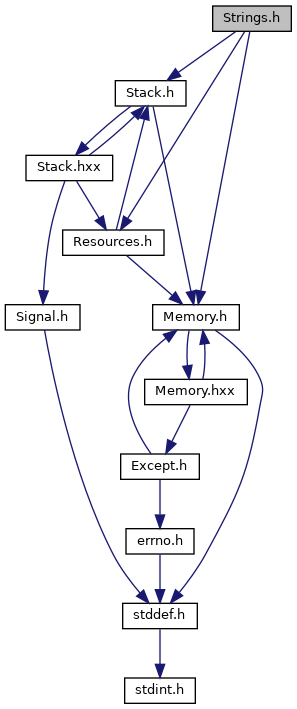 Strings.h
Stack.h
Stack.hxx
Resources.h
Signal.h
Memory.h
Memory.hxx
Except.h
errno.h
stddef.h
stdint.h